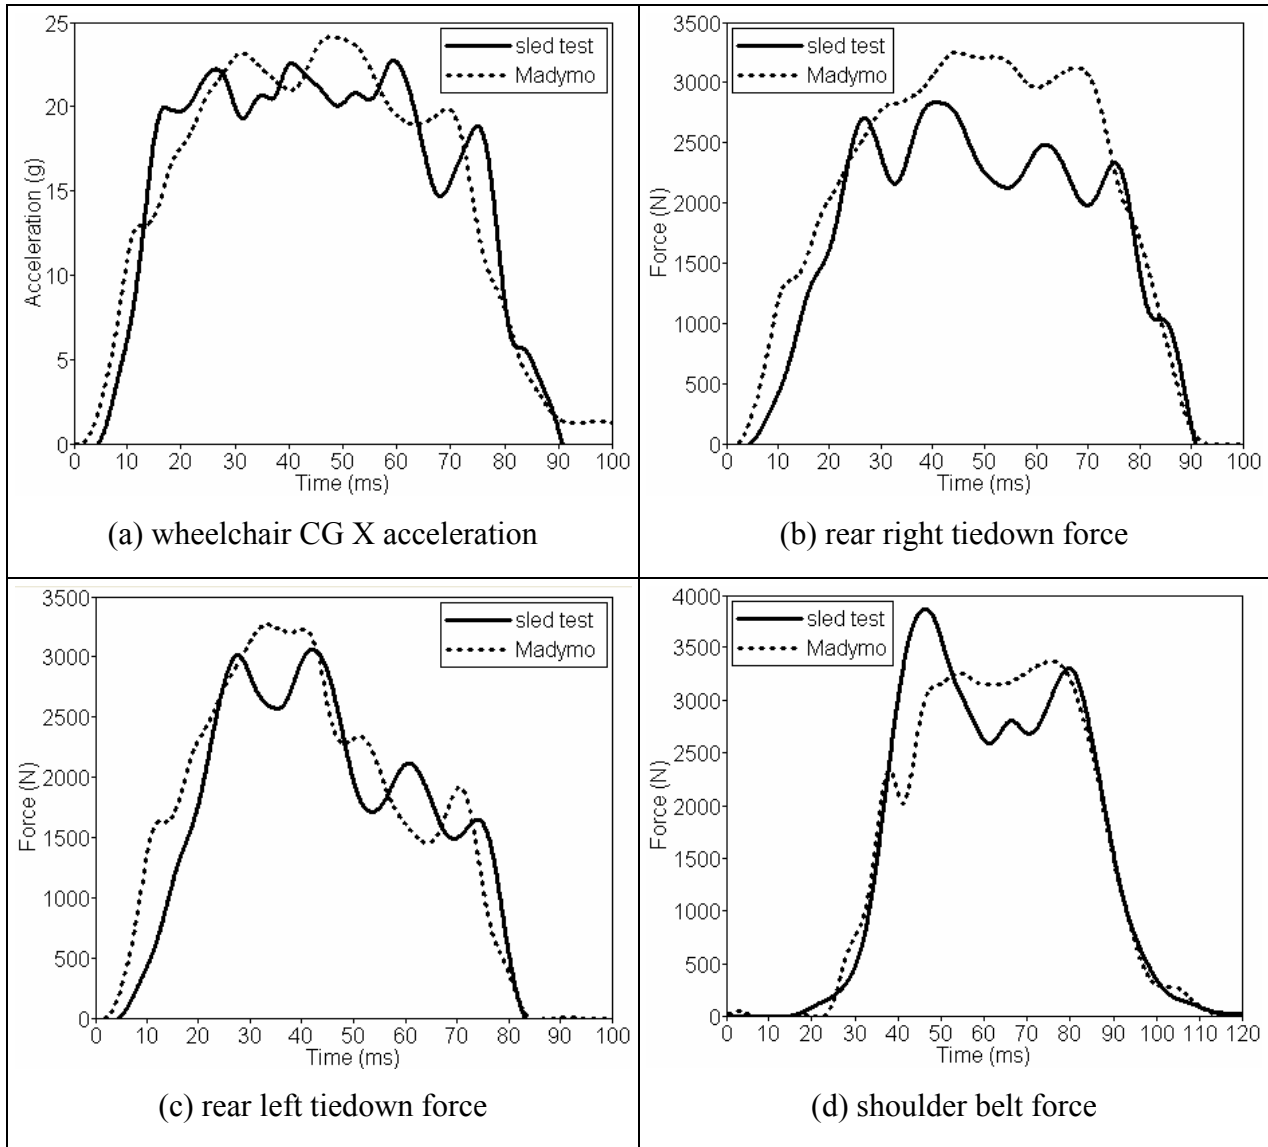 25
20
15
10
5
0
Acceleration (g)
sled test
Madymo
0 10 20 30 40 50 60 70 80 90 100
Time (ms)
(a) wheelchair CG X acceleration
3500
3000
2500
2000
1500
1000
500
0
Force (N)
sled test
Madymo
0 10 20 30 40 50 60 70 80 90 100
Time (ms)
(b) rear right tiedown force
3500
3000
2500
2000
1500
1000
500
0
Force (N)
sled test
Madymo
0 10 20 30 40 50 60 70 80 90 100
Time (ms)
(c) rear left tiedown force
4000
3500
3000
2500
2000
1500
1000
500
0
Force (N)
sled test
Madymo
0 10 20 30 40 50 60 70 80 90 100 110 120
Time (ms)
(d) shoulder belt force